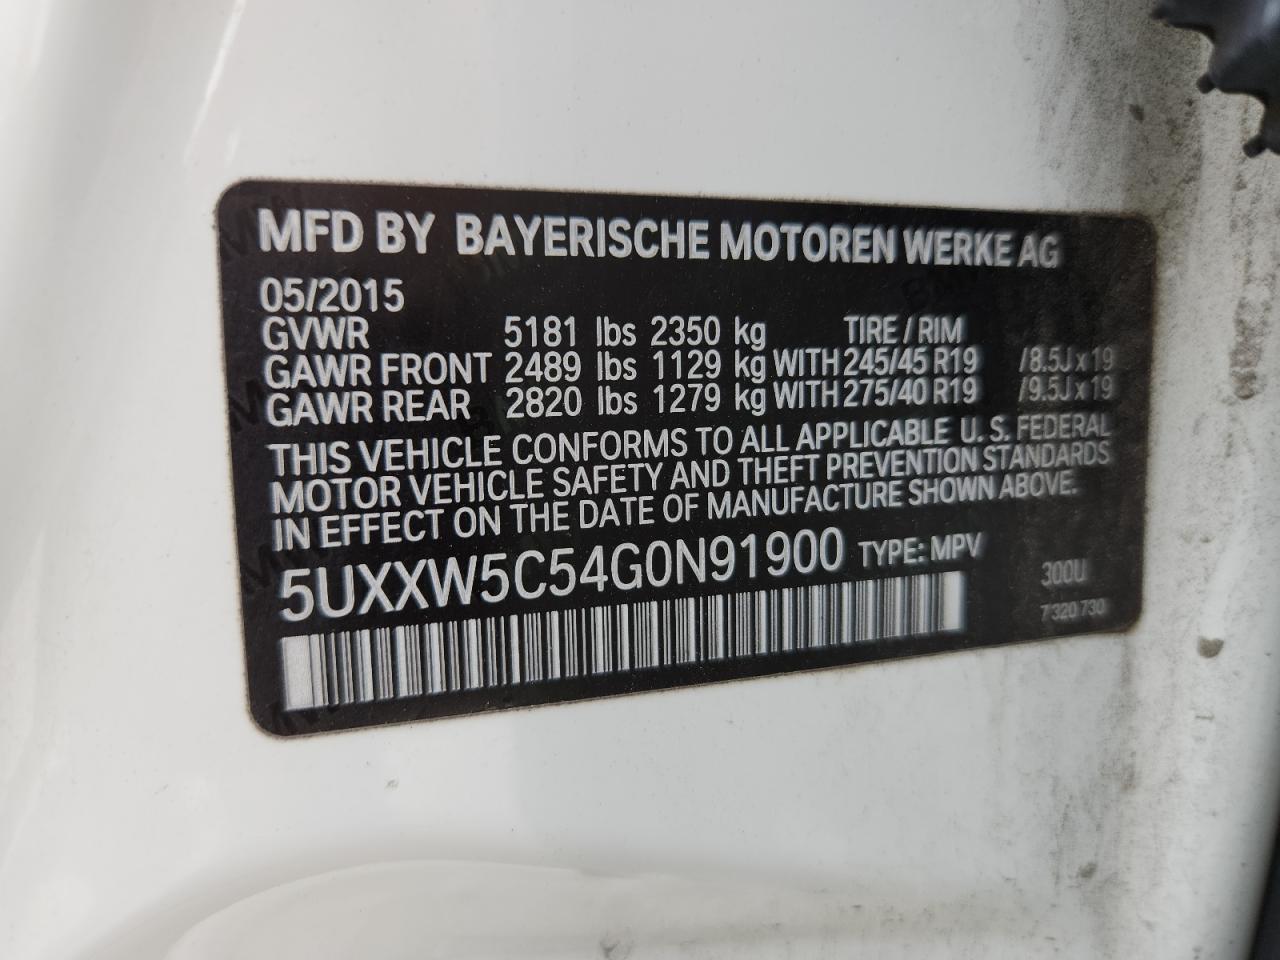 MFD BY BAYERISCHE MOTOREN WERKE AG
05/2015
GVWR 5181 lbs 2350 kg TIRE / RIM
GAWR FRONT 2489 lbs 1129 kg WITH 245/45 R19 /8.5J x 19
GAWR REAR 2820 lbs 1279 kg WITH 275/40 R19 /9.5J x 19
THIS VEHICLE CONFORMS TO ALL APPLICABLE U.S. FEDERAL
MOTOR VEHICLE SAFETY AND THEFT PREVENTION STANDARDS
IN EFFECT ON THE DATE OF MANUFACTURE SHOWN ABOVE.
5UXXW5C54G0N91900 TYPE: MPV
300U
7 320 730